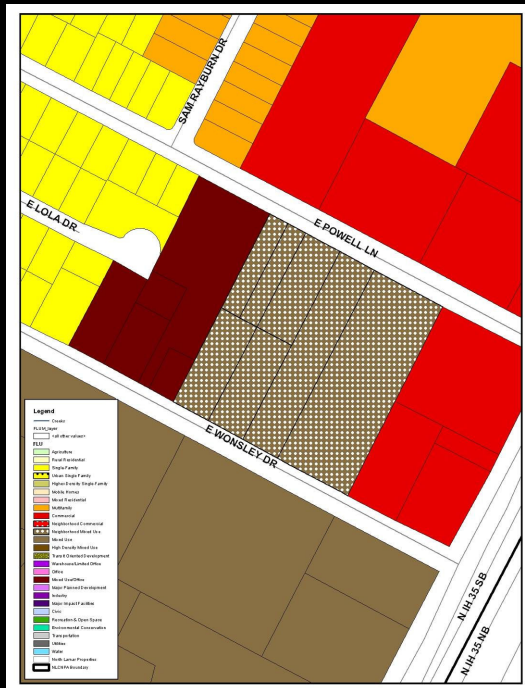 SAM RAYBURN DR
E POWELL LN
E LOLA DR
E WONSLEY DR
N IH 35 SB
N IH 35 NB
Legend
Creeks
FLUM_layer
<all other values>
FLU
Agriculture
Rural Residential
Single-Family
Urban Single Family
Higher-Density Single-Family
Mobile Homes
Mixed Residential
Multifamily
Commercial
Neighborhood Commercial
Neighborhood Mixed Use
Mixed Use
High Density Mixed Use
Transit Oriented Development
Warehouse/Limited Office
Office
Mixed Use/Office
Major Planned Development
Industry
Major Impact Facilities
Civic
Recreation & Open Space
Environmental Conservation
Transportation
Utilities
Water
North Lamar Properties
NLCNPA Boundary